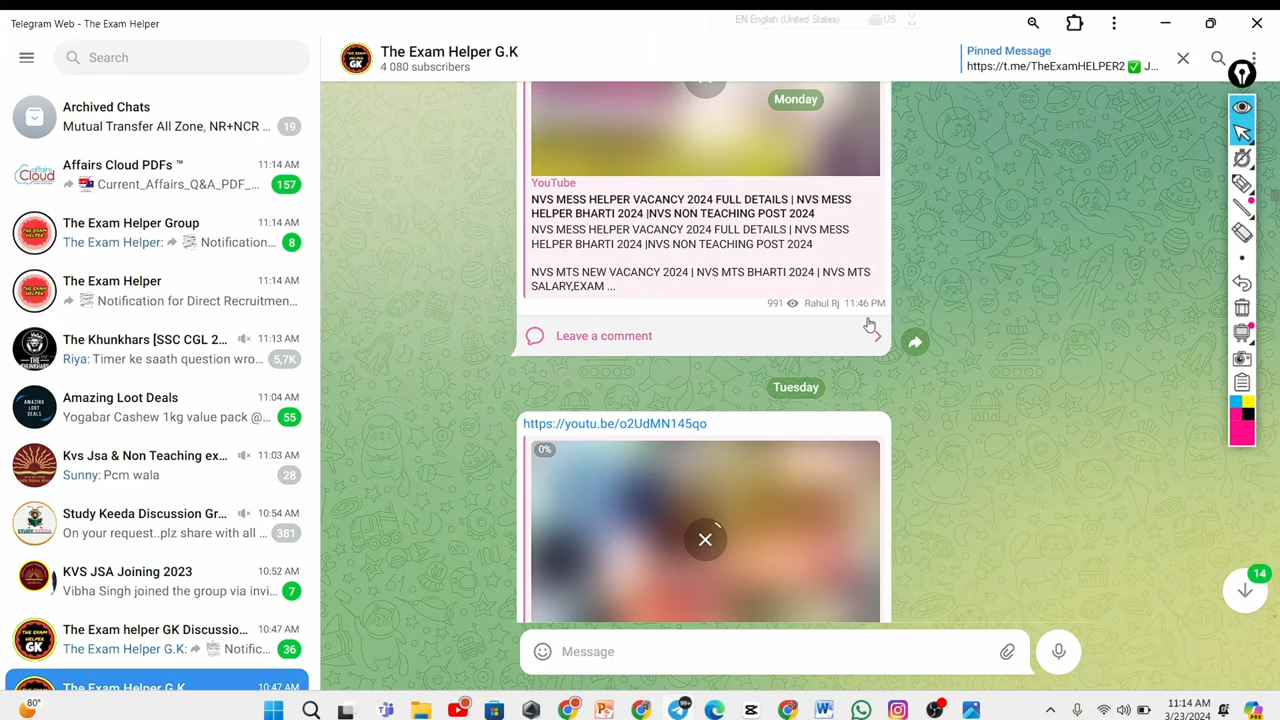 Telegram Web - The Exam Helper
EN English (United States)
US
Search
The Exam Helper G.K
4 080 subscribers
Pinned Message
https://t.me/TheExamHELPER2 ✅ J...
Archived Chats
Mutual Transfer All Zone, NR+NCR ...
19
Affairs Cloud PDFs ™
11:14 AM
Current_Affairs_Q&A_PDF_...
157
The Exam Helper Group
11:14 AM
The Exam Helper: Notification...
8
The Exam Helper
11:14 AM
Notification for Direct Recruitmen...
The Khunkhars [SSC CGL 2...
11:13 AM
Riya: Timer ke saath question wro...
5,7K
Amazing Loot Deals
11:04 AM
Yogabar Cashew 1kg value pack @...
55
Kvs Jsa & Non Teaching ex...
11:03 AM
Sunny: Pcm wala
28
Study Keeda Discussion Gr...
10:54 AM
On your request..plz share with all ...
381
KVS JSA Joining 2023
10:52 AM
Vibha Singh joined the group via invi...
7
The Exam helper GK Discussio...
10:47 AM
The Exam Helper G.K: Notific...
36
The Exam Helper G.K
10:47 AM
Monday
YouTube
NVS MESS HELPER VACANCY 2024 FULL DETAILS | NVS MESS
HELPER BHARTI 2024 |NVS NON TEACHING POST 2024
NVS MESS HELPER VACANCY 2024 FULL DETAILS | NVS MESS
HELPER BHARTI 2024 |NVS NON TEACHING POST 2024
NVS MTS NEW VACANCY 2024 | NVS MTS BHARTI 2024 | NVS MTS
SALARY,EXAM ...
991 Rahul Rj 11:46 PM
Leave a comment
Tuesday
https://youtu.be/o2UdMN145qo
0%
14
Message
80°
99+
11:14 AM
3/23/2024